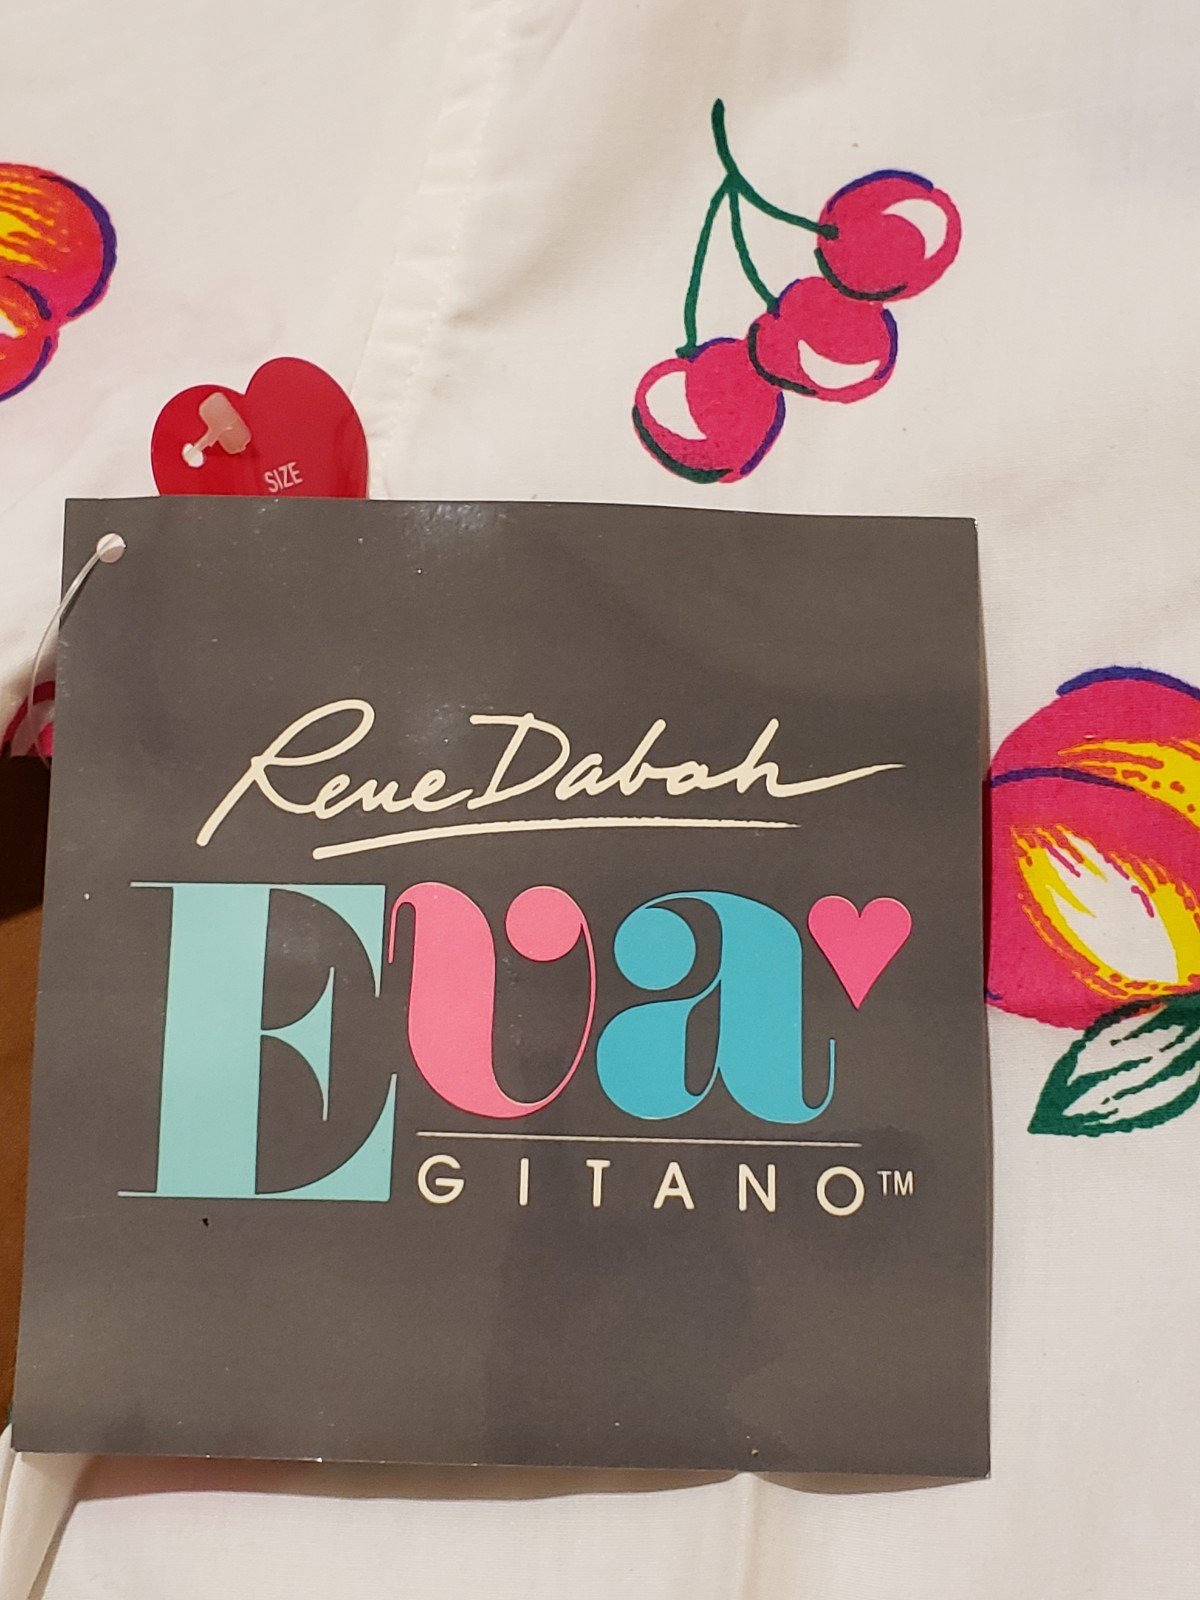 SIZE
Rene Dabah
Eva
GITANO™